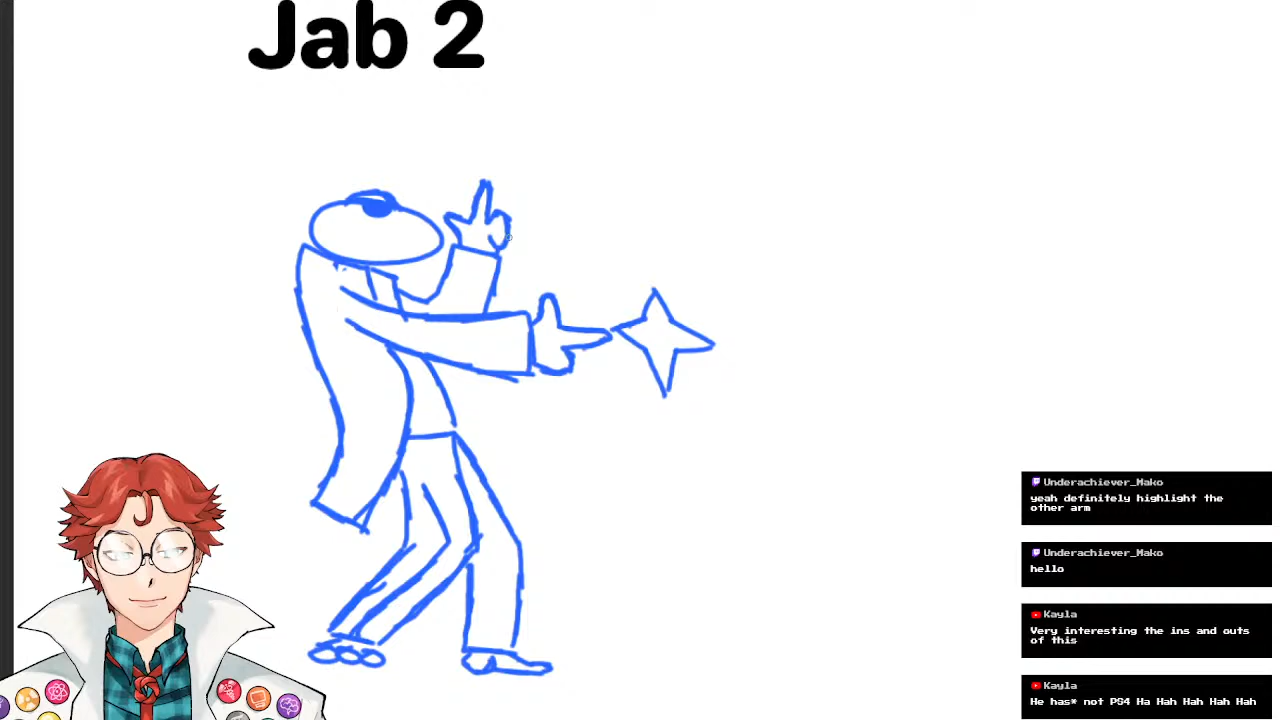 Jab 2
Underachiever_Mako
yeah definitely highlight the
other arm
Underachiever_Mako
hello
Kayla
Very interesting the ins and outs
of this
Kayla
He has* not PS4 Ha Hah Hah Hah Hah